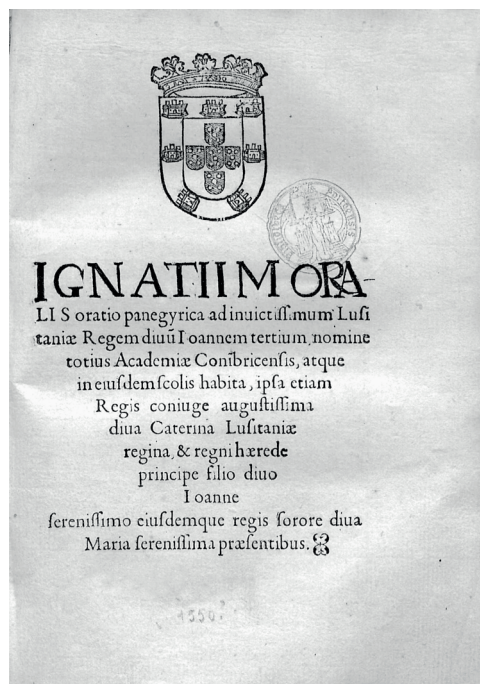 IGNATII MORA-
LIS oratio panegyrica ad inuictiſſimum Luſi
taniæ Regem diuū Ioannem tertium, nomine
totius Academiæ Conībricenſis, atque
in eiuſdem ſcolis habita, ipſa etiam
Regis coniuge auguſtiſſima
diua Caterina Luſitaniæ
regina, & regni hærede
principe filio diuo
Ioanne
ſereniſſimo eiuſdemque regis ſorore diua
Maria ſereniſſima præſentibus.
1550.